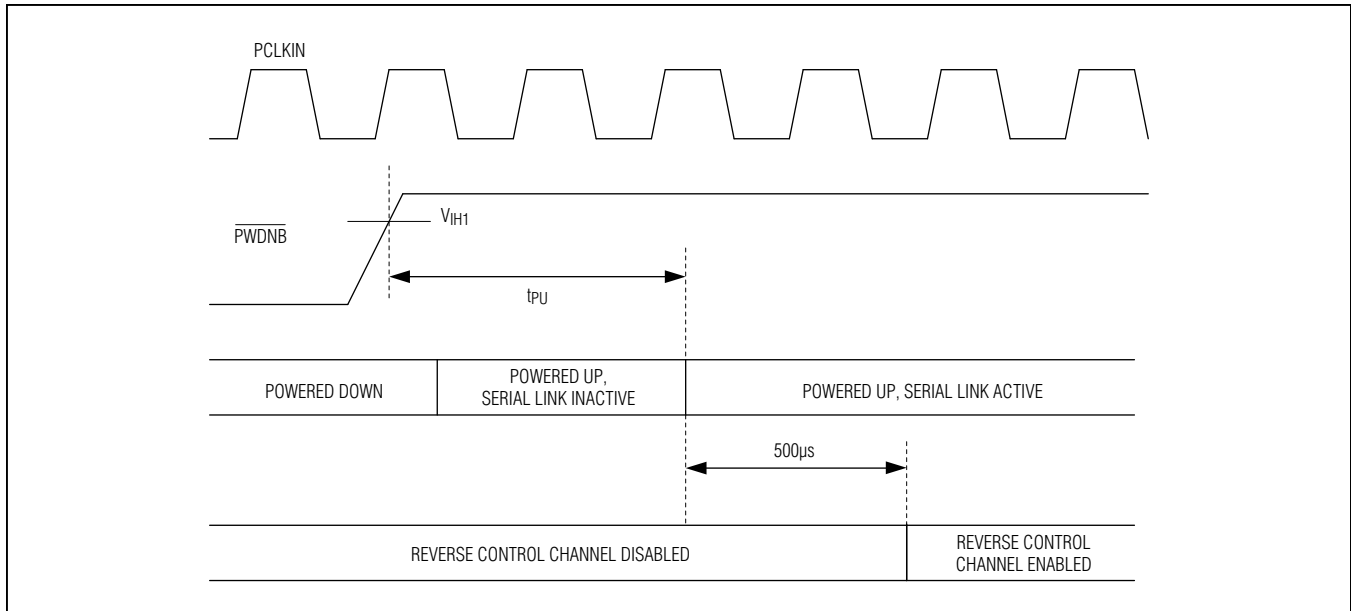 PCLKIN
VIH1
PWDNB
tPU
POWERED DOWN
POWERED UP,
SERIAL LINK INACTIVE
POWERED UP, SERIAL LINK ACTIVE
500µs
REVERSE CONTROL CHANNEL DISABLED
REVERSE CONTROL
CHANNEL ENABLED